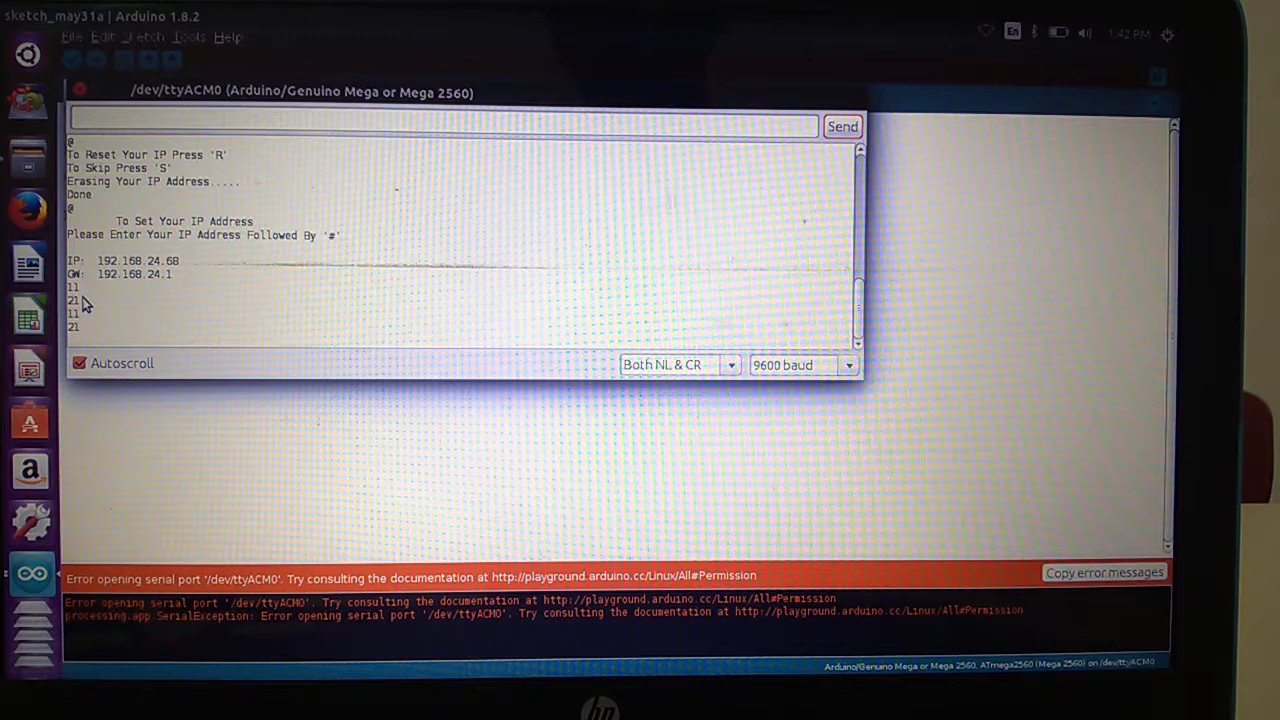 sketch_may31a | Arduino 1.8.2
File Edit Sketch Tools Help
En
1:42 PM
/dev/ttyACM0 (Arduino/Genuino Mega or Mega 2560)
Send
@
To Reset Your IP Press 'R'
To Skip Press 'S'
Erasing Your IP Address.....
Done
@
To Set Your IP Address
Please Enter Your IP Address Followed By '#'
IP: 192.168.24.68
GW: 192.168.24.1
11
21
11
21
Autoscroll
Both NL & CR
9600 baud
a
Error opening serial port '/dev/ttyACM0'. Try consulting the documentation at http://playground.arduino.cc/Linux/All#Permission
Copy error messages
Error opening serial port '/dev/ttyACM0'. Try consulting the documentation at http://playground.arduino.cc/Linux/All#Permission
processing.app.SerialException: Error opening serial port '/dev/ttyACM0'. Try consulting the documentation at http://playground.arduino.cc/Linux/All#Permission
Arduino/Genuino Mega or Mega 2560, ATmega2560 (Mega 2560) on /dev/ttyACM0
hp